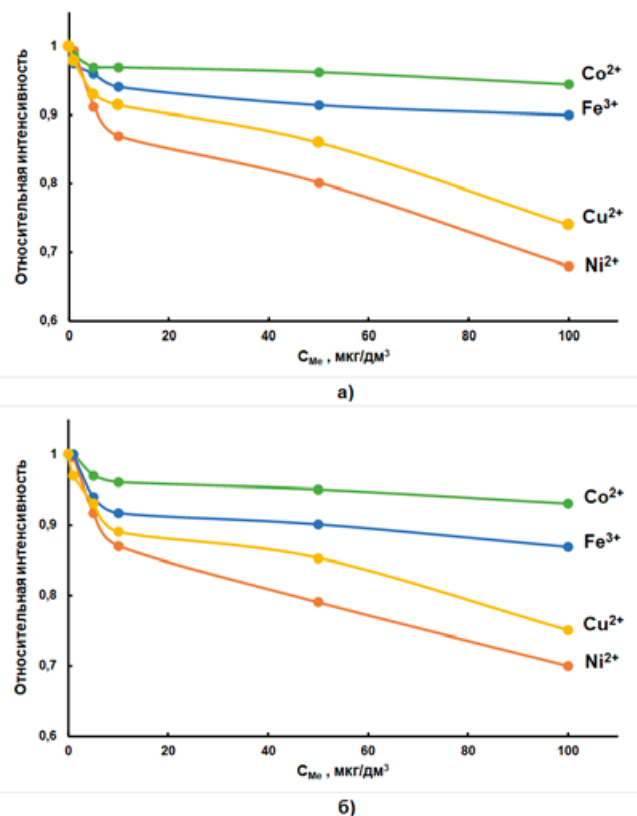 Относительная интенсивность
1
0,9
0,8
0,7
0,6
0
20
40
60
80
100
Co²⁺
Fe³⁺
Cu²⁺
Ni²⁺
C Me , мкг/дм³
а)
Относительная интенсивность
1
0,9
0,8
0,7
0,6
0
20
40
60
80
100
Co²⁺
Fe³⁺
Cu²⁺
Ni²⁺
C Me , мкг/дм³
б)